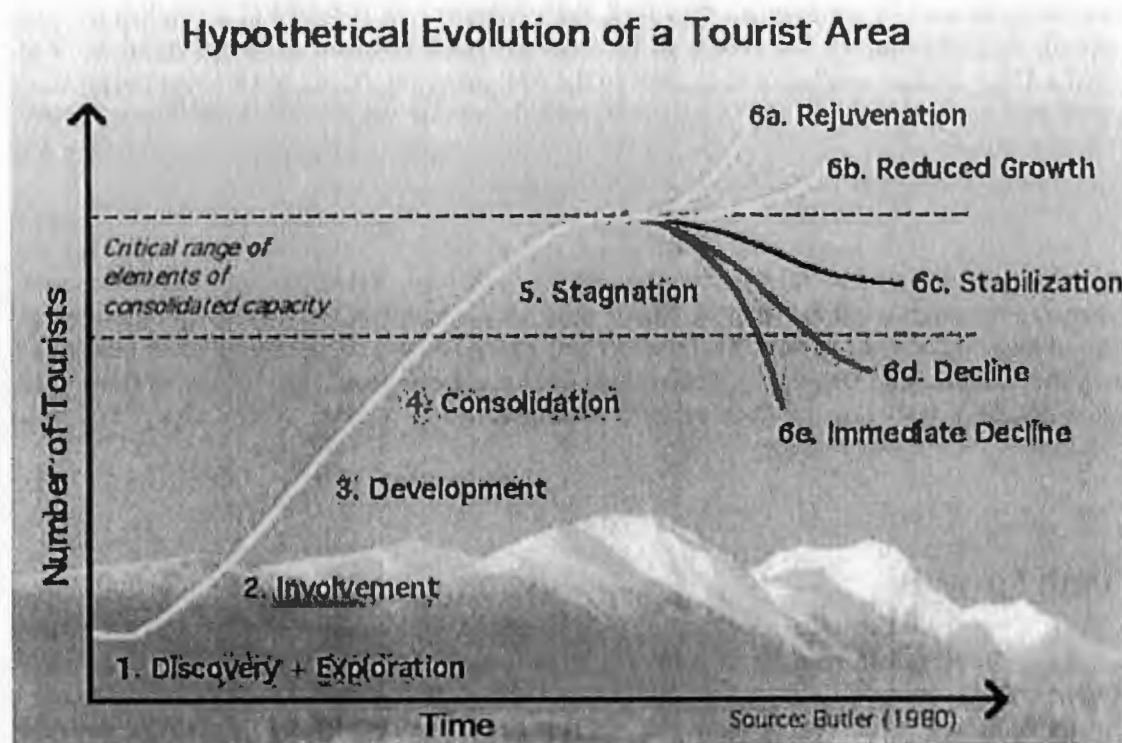 Hypothetical Evolution of a Tourist Area
6a. Rejuvenation
6b. Reduced Growth
Critical range of
elements of
consolidated capacity
5. Stagnation
6c. Stabilization
6d. Decline
4. Consolidation
6e. Immediate Decline
3. Development
2. Involvement
1. Discovery + Exploration
Number of Tourists
Time
Source: Butler (1980)